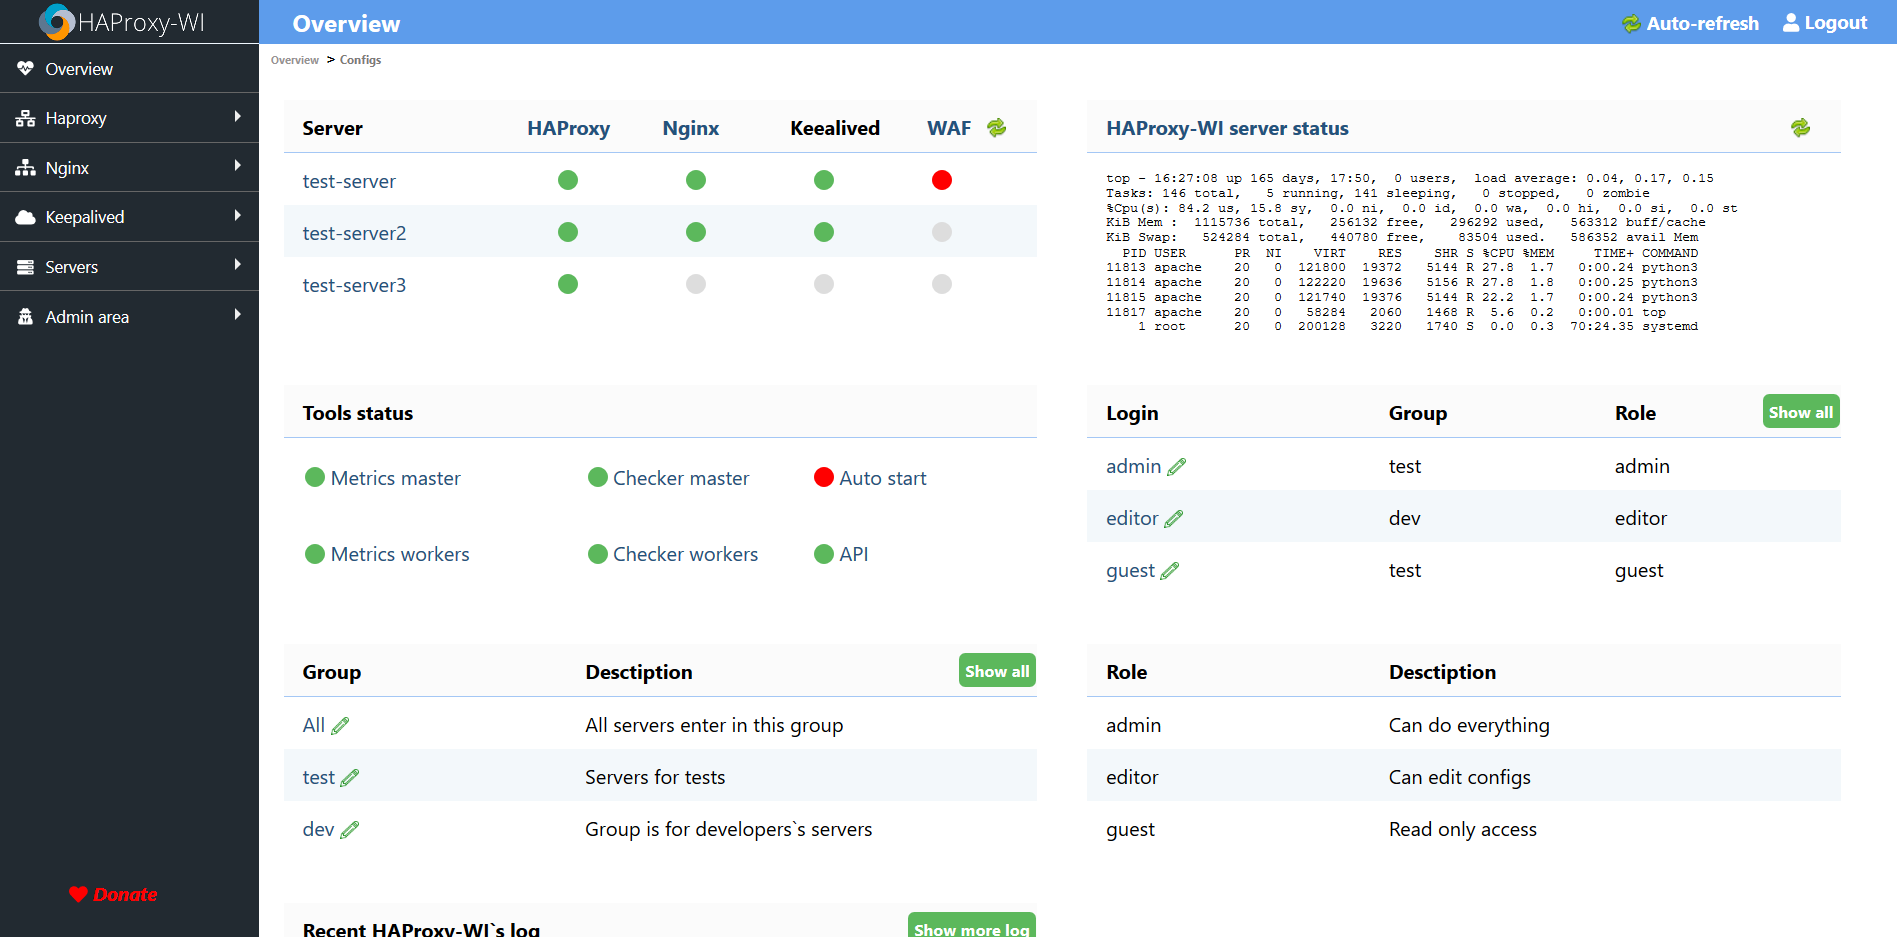 HAProxy-WI
Overview
Auto-refresh
Logout
Overview
Haproxy
Nginx
Keepalived
Servers
Admin area
Donate
Overview > Configs
Server HAProxy Nginx Keealived WAF
test-server
test-server2
test-server3
HAProxy-WI server status
top - 16:27:08 up 165 days, 17:50,  0 users,  load average: 0.04, 0.17, 0.15
Tasks: 146 total,   5 running, 141 sleeping,   0 stopped,   0 zombie
%Cpu(s): 84.2 us, 15.8 sy,  0.0 ni,  0.0 id,  0.0 wa,  0.0 hi,  0.0 si,  0.0 st
KiB Mem :  1115736 total,   256132 free,   296292 used,   563312 buff/cache
KiB Swap:   524284 total,   440780 free,    83504 used.   586352 avail Mem
PID USER      PR  NI    VIRT    RES    SHR S %CPU %MEM     TIME+ COMMAND
11813 apache    20   0  121800  19372   5144 R 27.8  1.7   0:00.24 python3
11814 apache    20   0  122220  19636   5156 R 27.8  1.8   0:00.25 python3
11815 apache    20   0  121740  19376   5144 R 22.2  1.7   0:00.24 python3
11817 apache    20   0   58284   2060   1468 R  5.6  0.2   0:00.01 top
1 root      20   0  200128   3220   1740 S  0.0  0.3  70:24.35 systemd
Tools status
Metrics master Checker master Auto start
Metrics workers Checker workers API
Login Group Role Show all
admin test admin
editor dev editor
guest test guest
Group Desctiption Show all
All All servers enter in this group
test Servers for tests
dev Group is for developers`s servers
Role Desctiption
admin Can do everything
editor Can edit configs
guest Read only access
Recent HAProxy-WI`s log Show more log